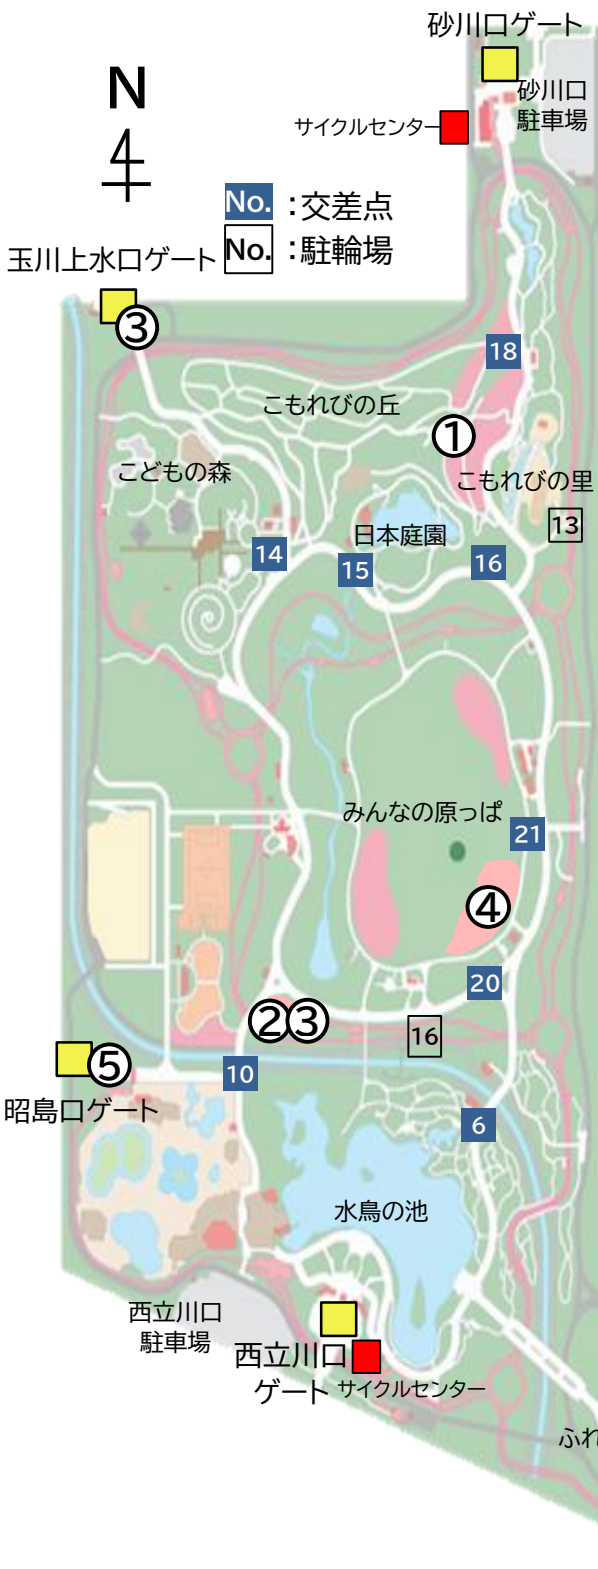 砂川口ゲート
N
砂川口
駐車場
サイクルセンター
No. ：交差点
No. ：駐輪場
玉川上水口ゲート
③
18
こもれびの丘
①
こどもの森
こもれびの里
13
日本庭園
14
15
16
みんなの原っぱ
21
④
20
②③
16
⑤
10
昭島口ゲート
6
水鳥の池
西立川口
駐車場
西立川口
ゲート
サイクルセンター
ふれ